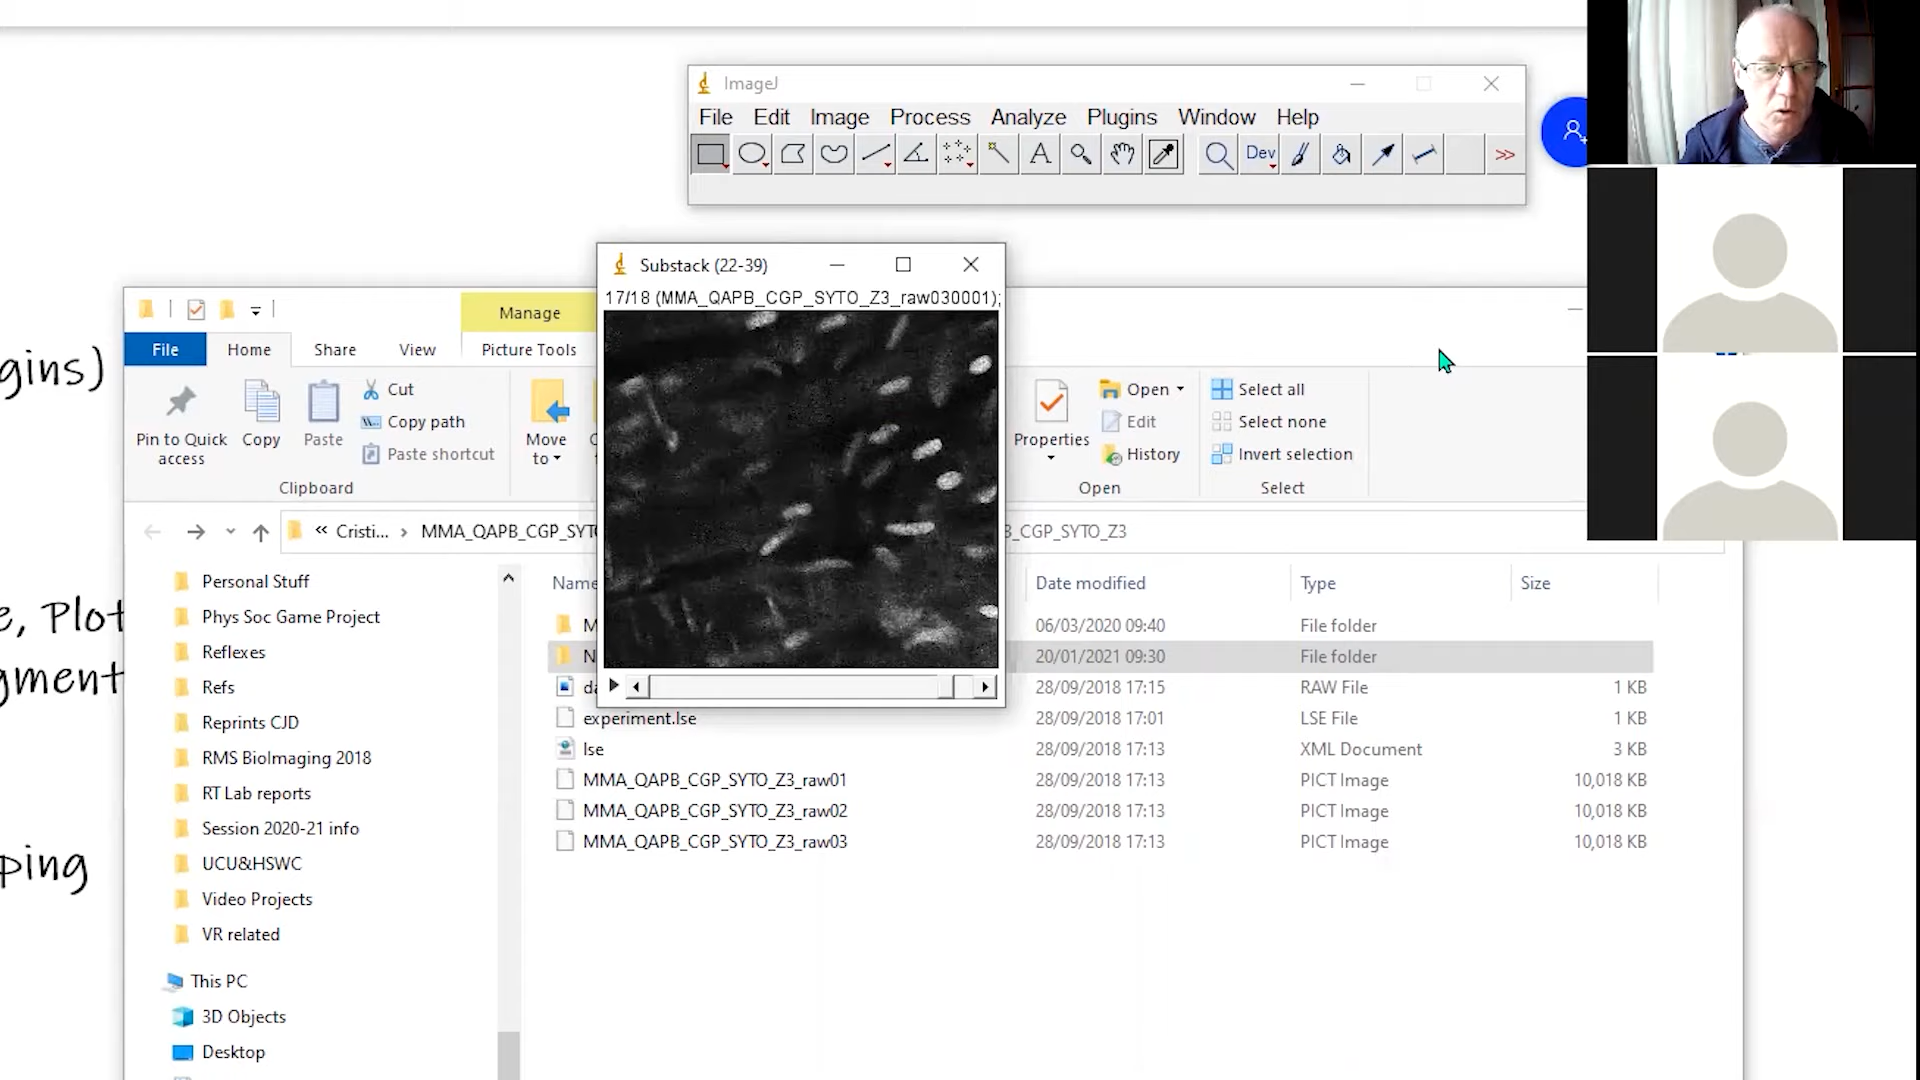 ImageJ
File Edit Image Process Analyze Plugins Window Help
Dev >>
Substack (22-39)
17/18 (MMA_QAPB_CGP_SYTO_Z3_raw030001);
Manage
File Home Share View Picture Tools
gins)
Pin to Quick access
Copy
Paste
Cut
Copy path
Paste shortcut
Clipboard
Move to
Properties
Open
Edit
History
Open
Select all
Select none
Invert selection
Select
« Cristi... > MMA_QAPB_CGP_SYTO B_CGP_SYTO_Z3
Name Date modified Type Size
e, Plot
gment
ping
Personal Stuff
Phys Soc Game Project
Reflexes
Refs
Reprints CJD
RMS BioImaging 2018
RT Lab reports
Session 2020-21 info
UCU&HSWC
Video Projects
VR related
This PC
3D Objects
Desktop
M 06/03/2020 09:40 File folder
N 20/01/2021 09:30 File folder
da 28/09/2018 17:15 RAW File 1 KB
experiment.lse 28/09/2018 17:01 LSE File 1 KB
lse 28/09/2018 17:13 XML Document 3 KB
MMA_QAPB_CGP_SYTO_Z3_raw01 28/09/2018 17:13 PICT Image 10,018 KB
MMA_QAPB_CGP_SYTO_Z3_raw02 28/09/2018 17:13 PICT Image 10,018 KB
MMA_QAPB_CGP_SYTO_Z3_raw03 28/09/2018 17:13 PICT Image 10,018 KB